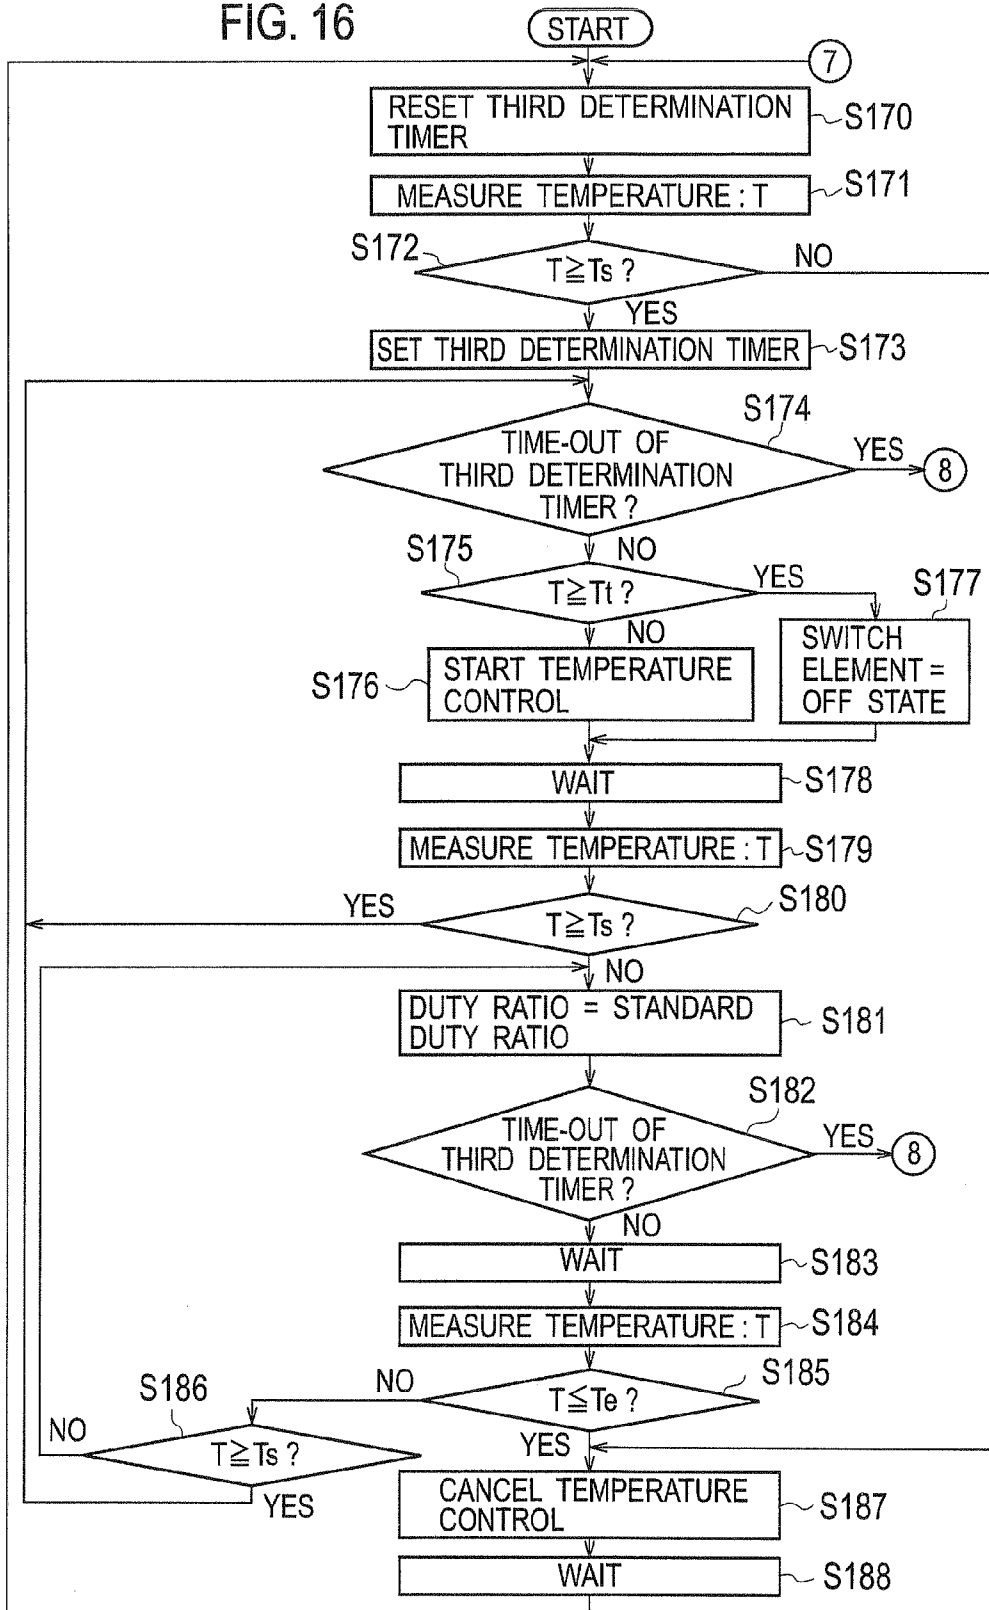 FIG. 16
START
7
RESET THIRD DETERMINATION
TIMER
S170
MEASURE TEMPERATURE : T
S171
S172
T≧Ts ?
NO
YES
SET THIRD DETERMINATION TIMER
S173
S174
TIME-OUT OF
THIRD DETERMINATION
TIMER ?
YES
8
NO
S175
T≧Tt ?
YES
S177
NO
SWITCH
ELEMENT =
OFF STATE
S176
START TEMPERATURE
CONTROL
WAIT
S178
MEASURE TEMPERATURE : T
S179
YES
T≧Ts ?
S180
NO
DUTY RATIO = STANDARD
DUTY RATIO
S181
S182
TIME-OUT OF
THIRD DETERMINATION
TIMER ?
YES
8
NO
WAIT
S183
MEASURE TEMPERATURE : T
S184
S185
NO
T≦Te ?
S186
NO
T≧Ts ?
YES
YES
CANCEL TEMPERATURE
CONTROL
S187
WAIT
S188